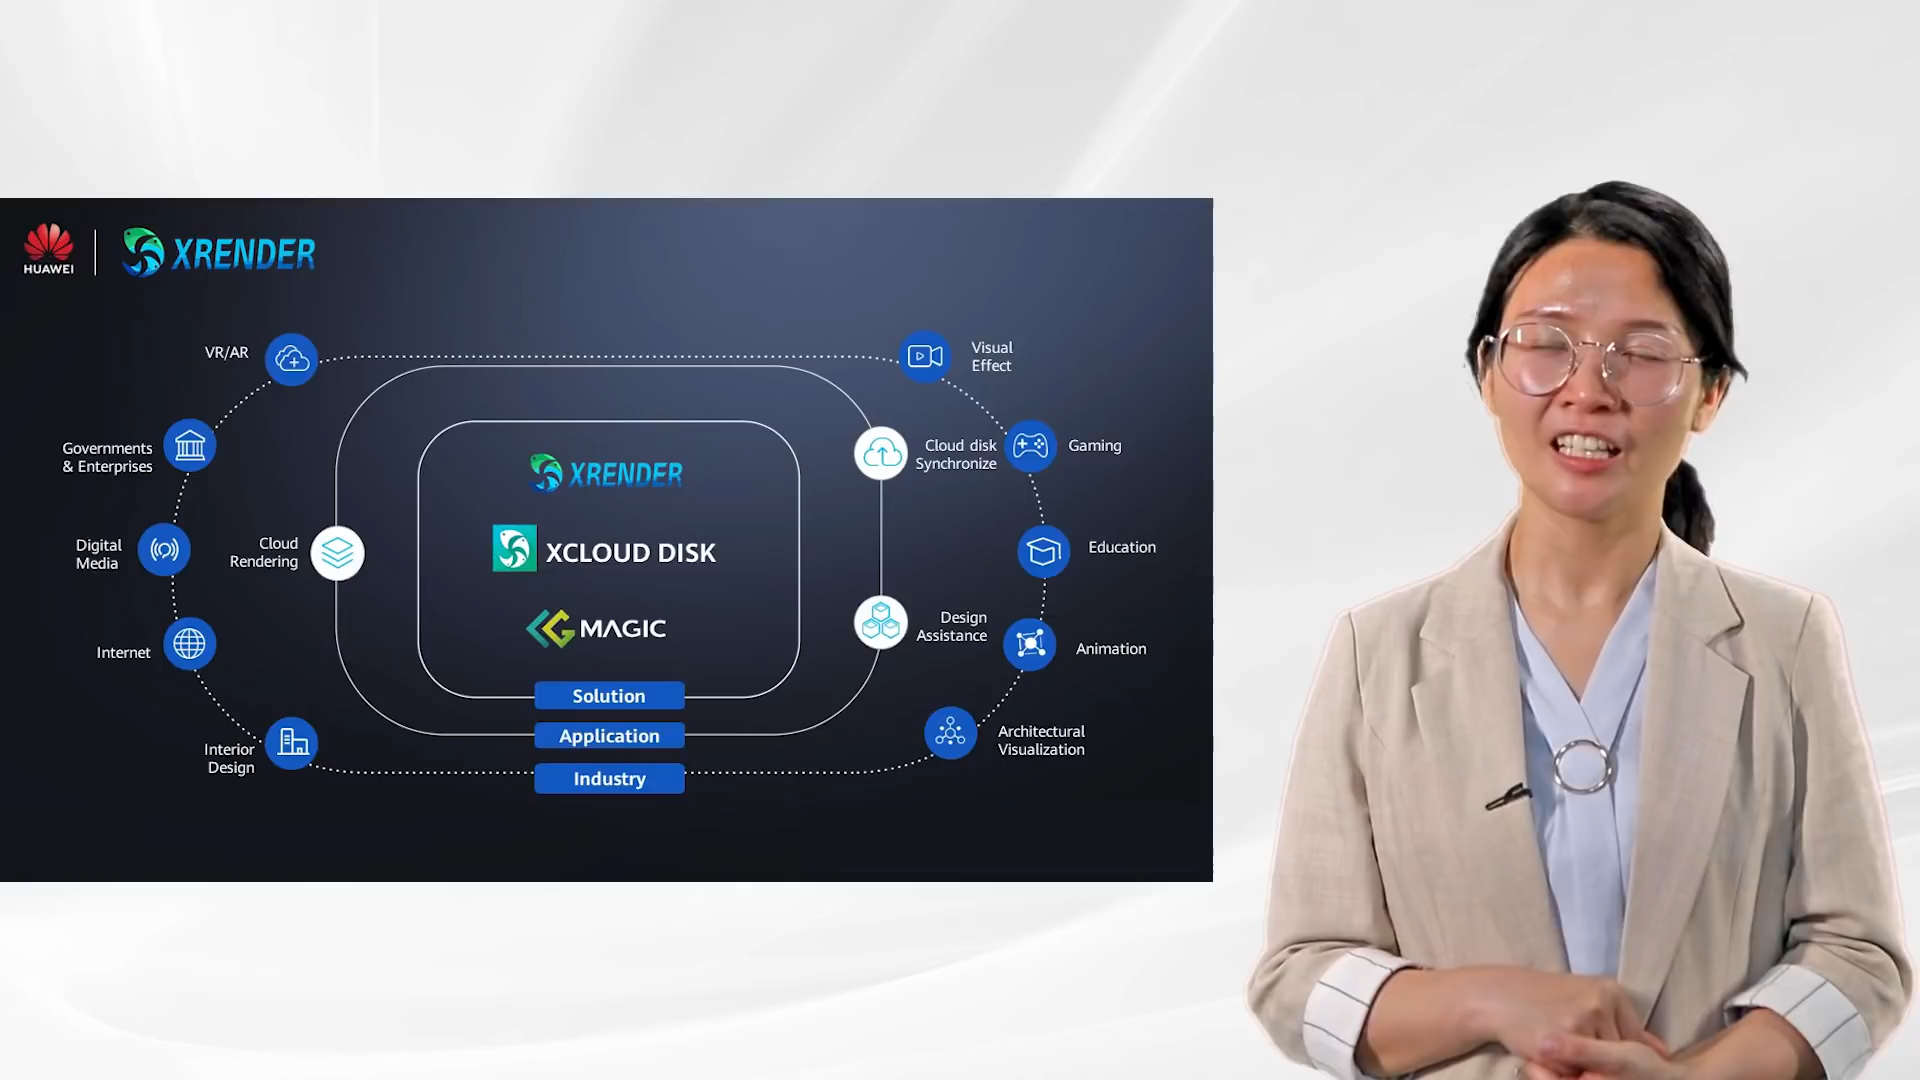 HUAWEI
XRENDER
VR/AR
Visual
Effect
Governments
& Enterprises
Cloud disk
Synchronize
Gaming
XRENDER
Digital
Media
Cloud
Rendering
XCLOUD DISK
Education
Internet
CG MAGIC
Design
Assistance
Animation
Solution
Application
Industry
Interior
Design
Architectural
Visualization